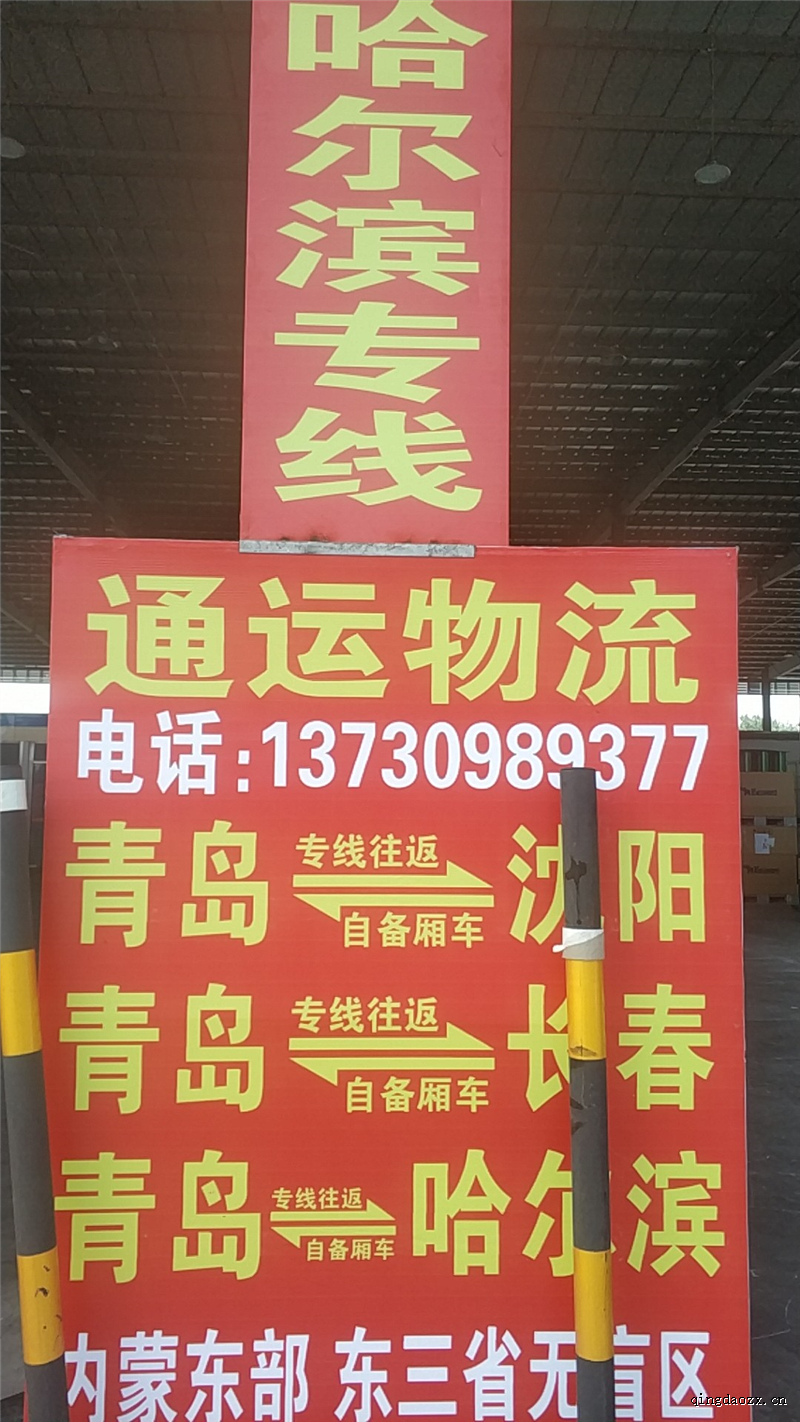 哈尔滨专线
通运物流
电话:13730989377
青岛 专线往返 自备厢车 沈阳
青岛 专线往返 自备厢车 长春
青岛 专线往返 自备厢车 哈尔滨
内蒙东部 东三省无盲区
qingdaozz.cn